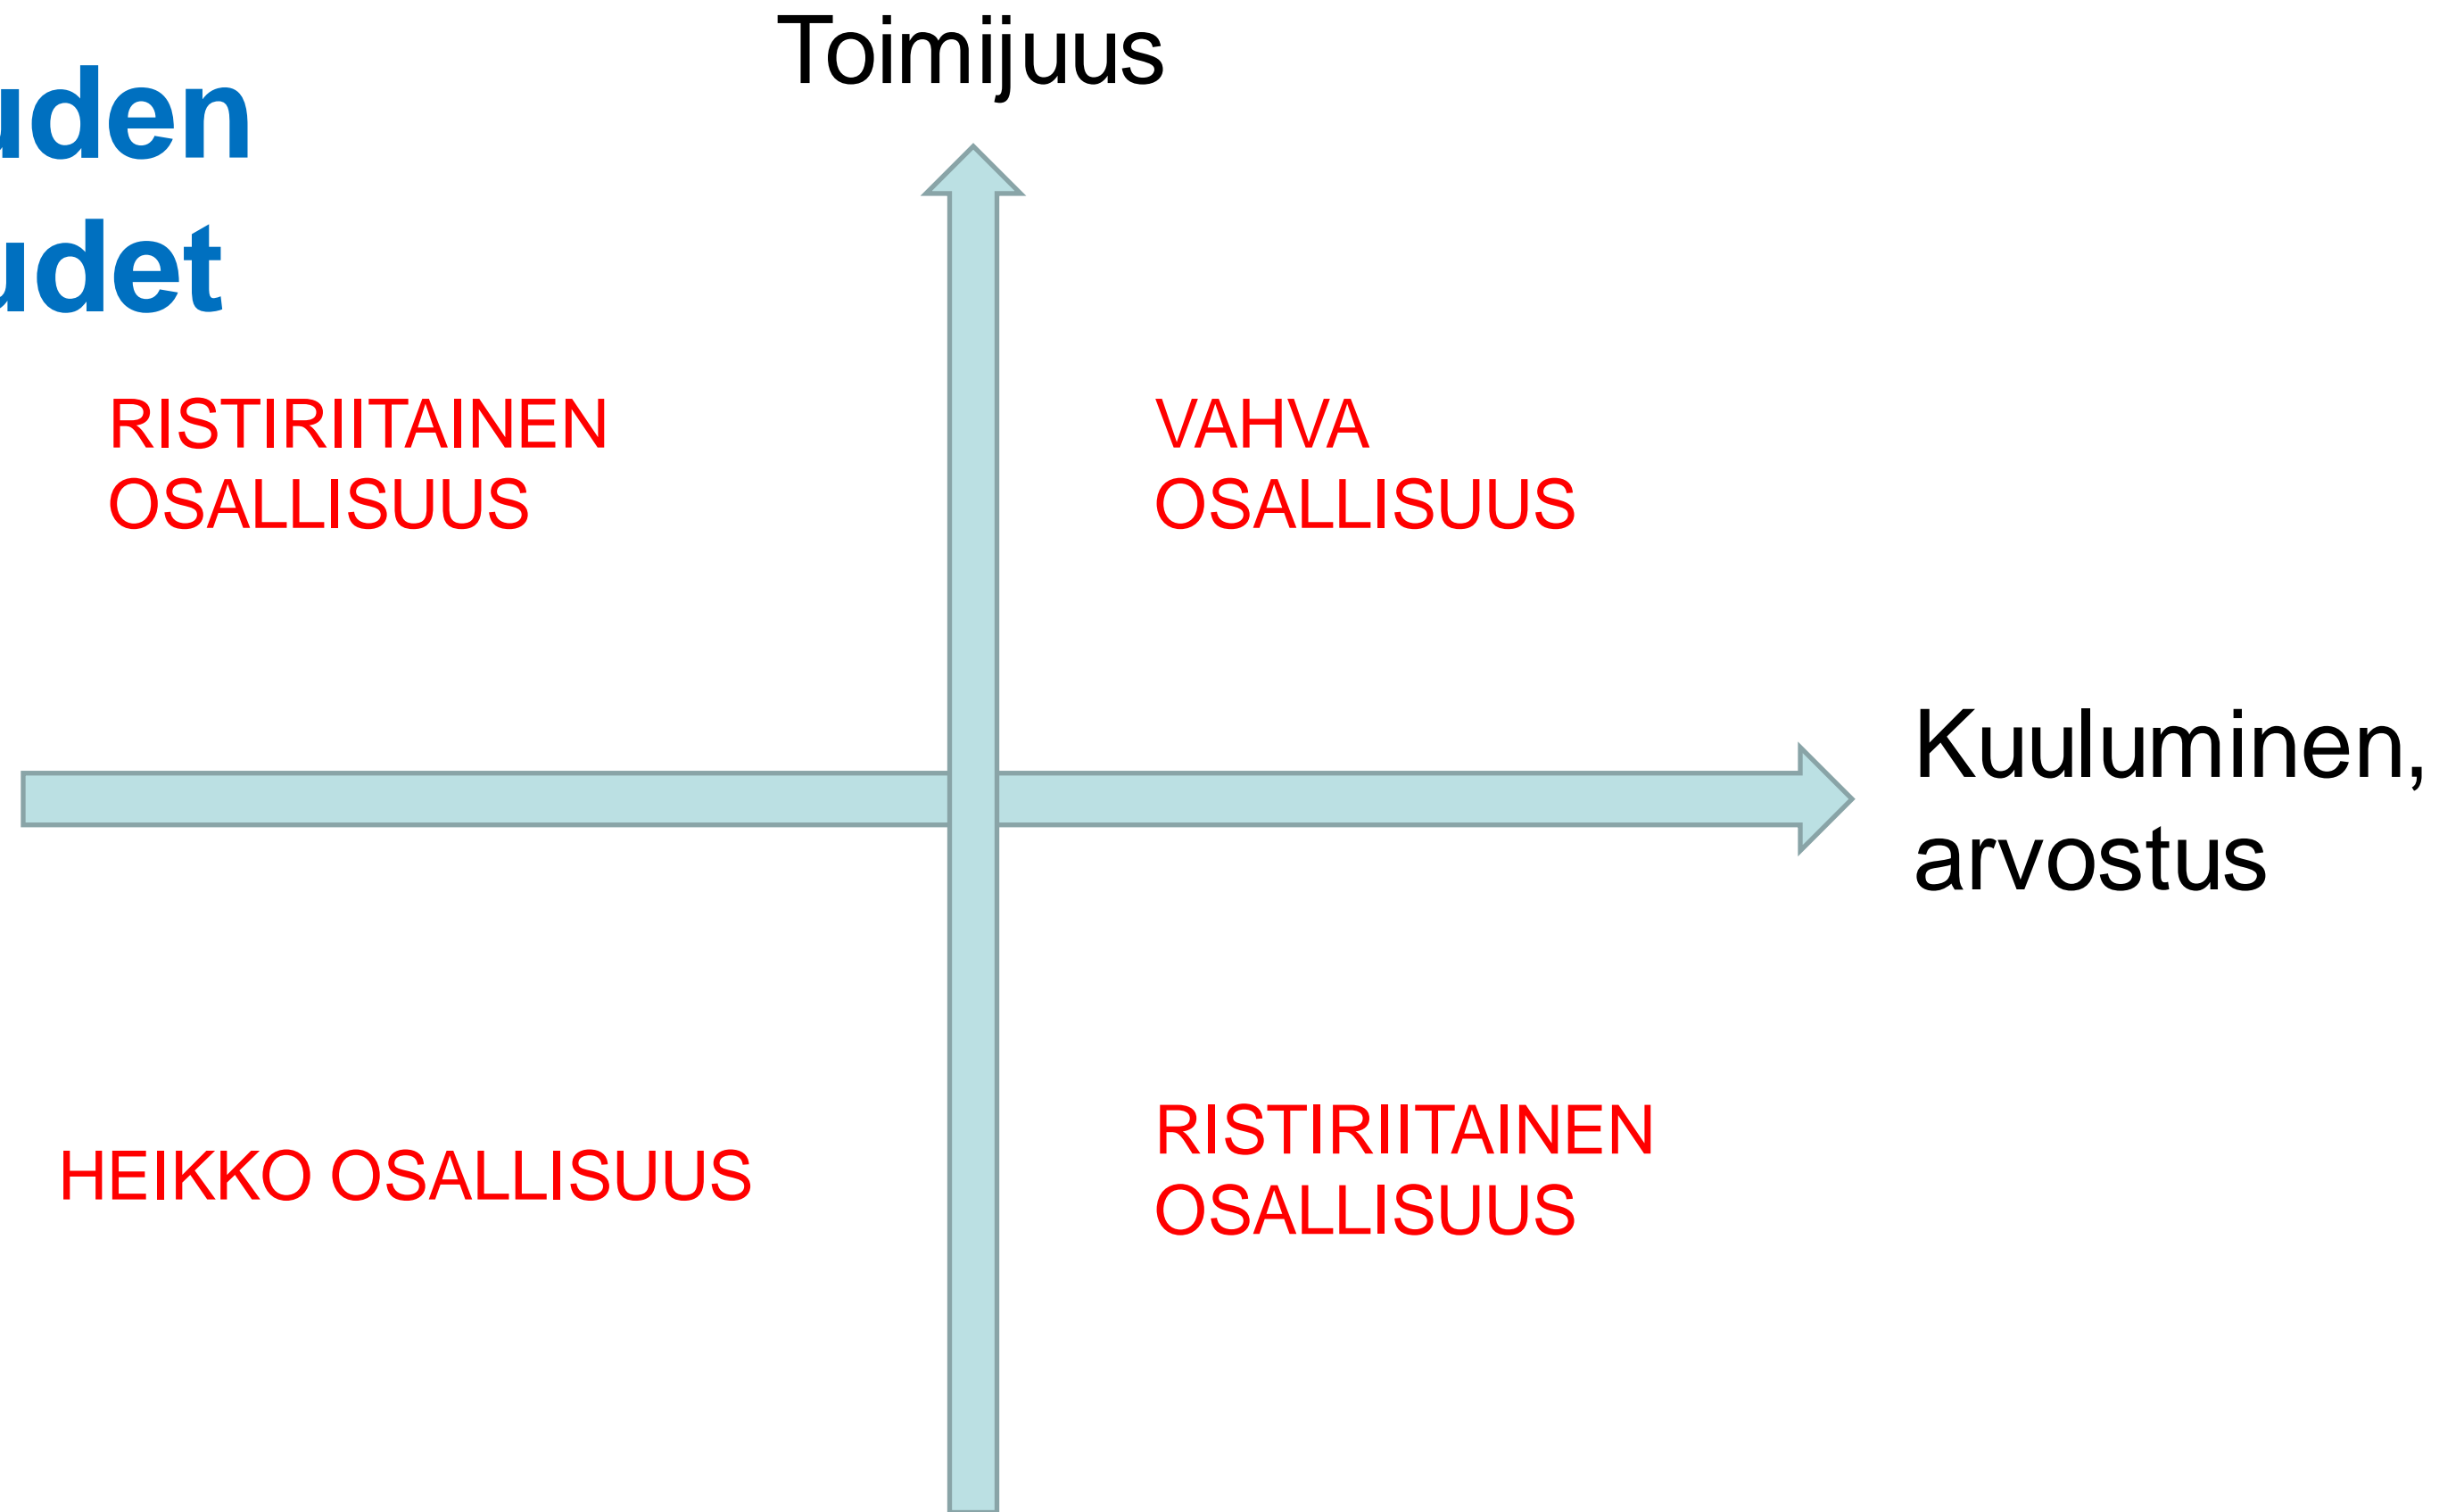 Toimijuus
uden
udet
RISTIRIITAINEN
OSALLISUUS
VAHVA
OSALLISUUS
Kuuluminen,
arvostus
HEIKKO OSALLISUUS
RISTIRIITAINEN
OSALLISUUS